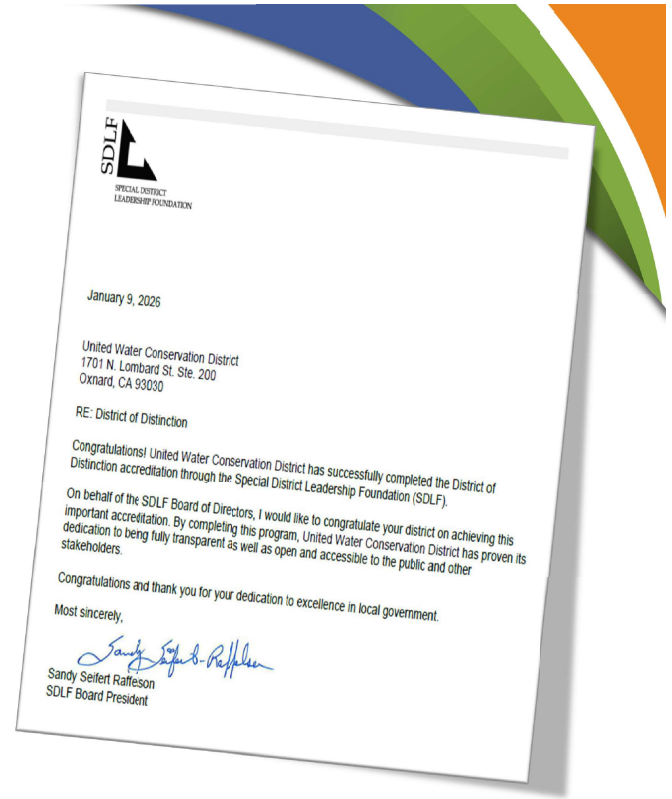 SDLF
SPECIAL DISTRICT
LEADERSHIP FOUNDATION
January 9, 2026
United Water Conservation District
1701 N. Lombard St. Ste. 200
Oxnard, CA 93030
RE: District of Distinction
Congratulations! United Water Conservation District has successfully completed the District of
Distinction accreditation through the Special District Leadership Foundation (SDLF).
On behalf of the SDLF Board of Directors, I would like to congratulate your district on achieving this
important accreditation. By completing this program, United Water Conservation District has proven its
dedication to being fully transparent as well as open and accessible to the public and other
stakeholders.
Congratulations and thank you for your dedication to excellence in local government.
Most sincerely,
Sandy Seifert-Raffelson
Sandy Seifert Raffeson
SDLF Board President